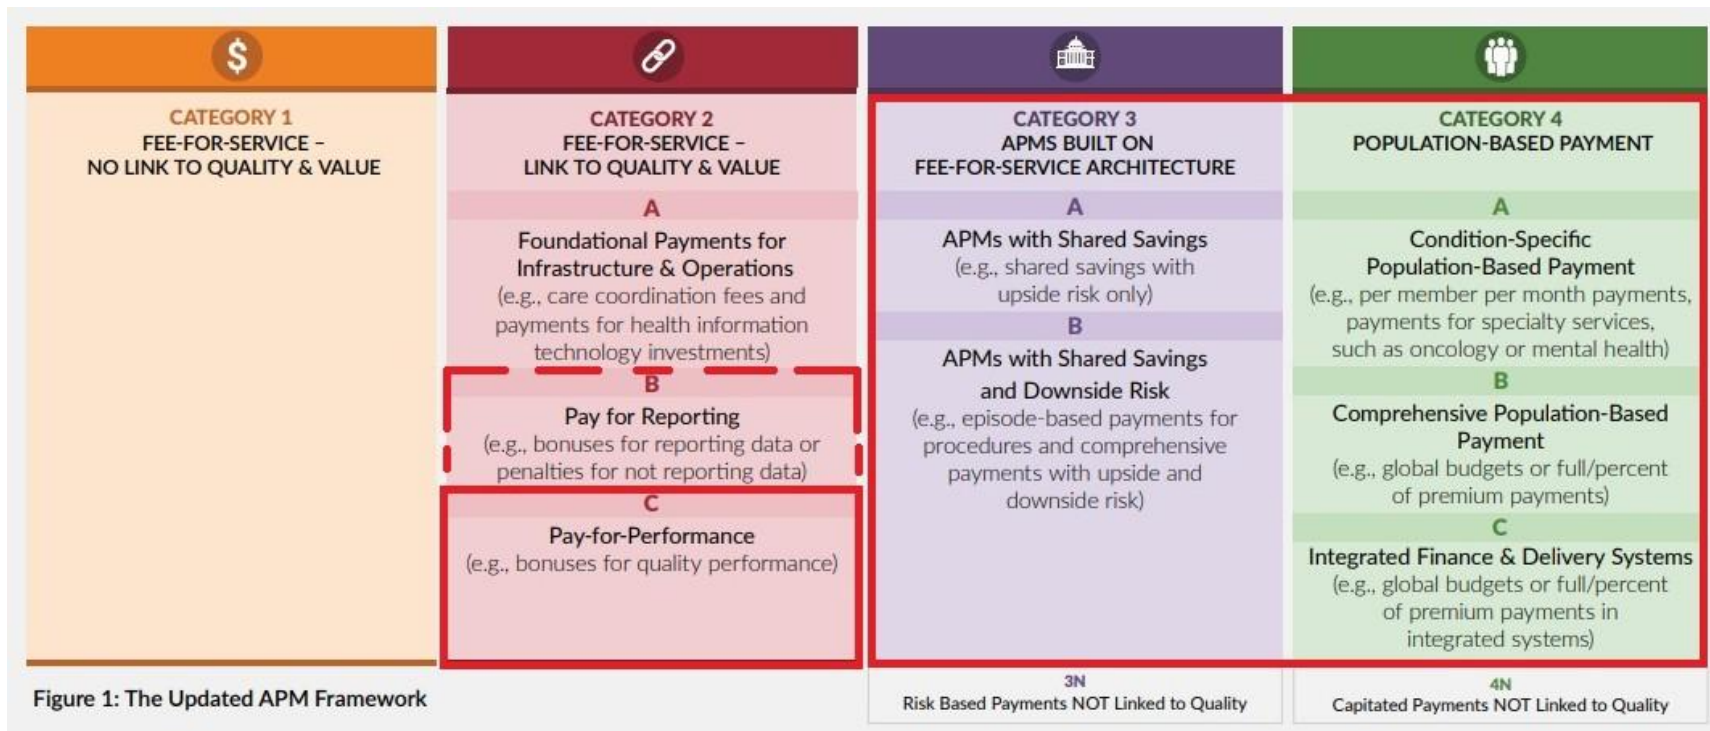 $
CATEGORY 1
FEE-FOR-SERVICE –
NO LINK TO QUALITY & VALUE
CATEGORY 2
FEE-FOR-SERVICE –
LINK TO QUALITY & VALUE
A
Foundational Payments for
Infrastructure & Operations
(e.g., care coordination fees and
payments for health information
technology investments)
B
Pay for Reporting
(e.g., bonuses for reporting data or
penalties for not reporting data)
C
Pay-for-Performance
(e.g., bonuses for quality performance)
CATEGORY 3
APMS BUILT ON
FEE-FOR-SERVICE ARCHITECTURE
A
APMs with Shared Savings
(e.g., shared savings with
upside risk only)
B
APMs with Shared Savings
and Downside Risk
(e.g., episode-based payments for
procedures and comprehensive
payments with upside and
downside risk)
3N
Risk Based Payments NOT Linked to Quality
CATEGORY 4
POPULATION-BASED PAYMENT
A
Condition-Specific
Population-Based Payment
(e.g., per member per month payments,
payments for specialty services,
such as oncology or mental health)
B
Comprehensive Population-Based
Payment
(e.g., global budgets or full/percent
of premium payments)
C
Integrated Finance & Delivery Systems
(e.g., global budgets or full/percent
of premium payments in
integrated systems)
4N
Capitated Payments NOT Linked to Quality
Figure 1: The Updated APM Framework